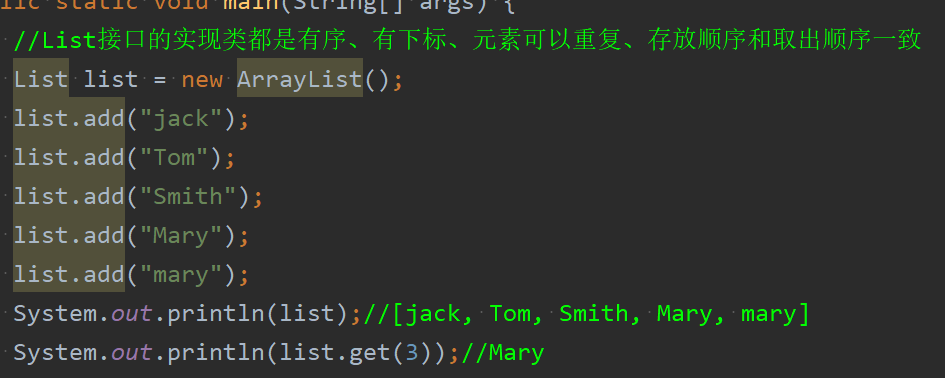 lic static void main(String[] args) {
//List接口的实现类都是有序、有下标、元素可以重复、存放顺序和取出顺序一致
List list = new ArrayList();
list.add("jack");
list.add("Tom");
list.add("Smith");
list.add("Mary");
list.add("mary");
System.out.println(list);//[jack, Tom, Smith, Mary, mary]
System.out.println(list.get(3));//Mary